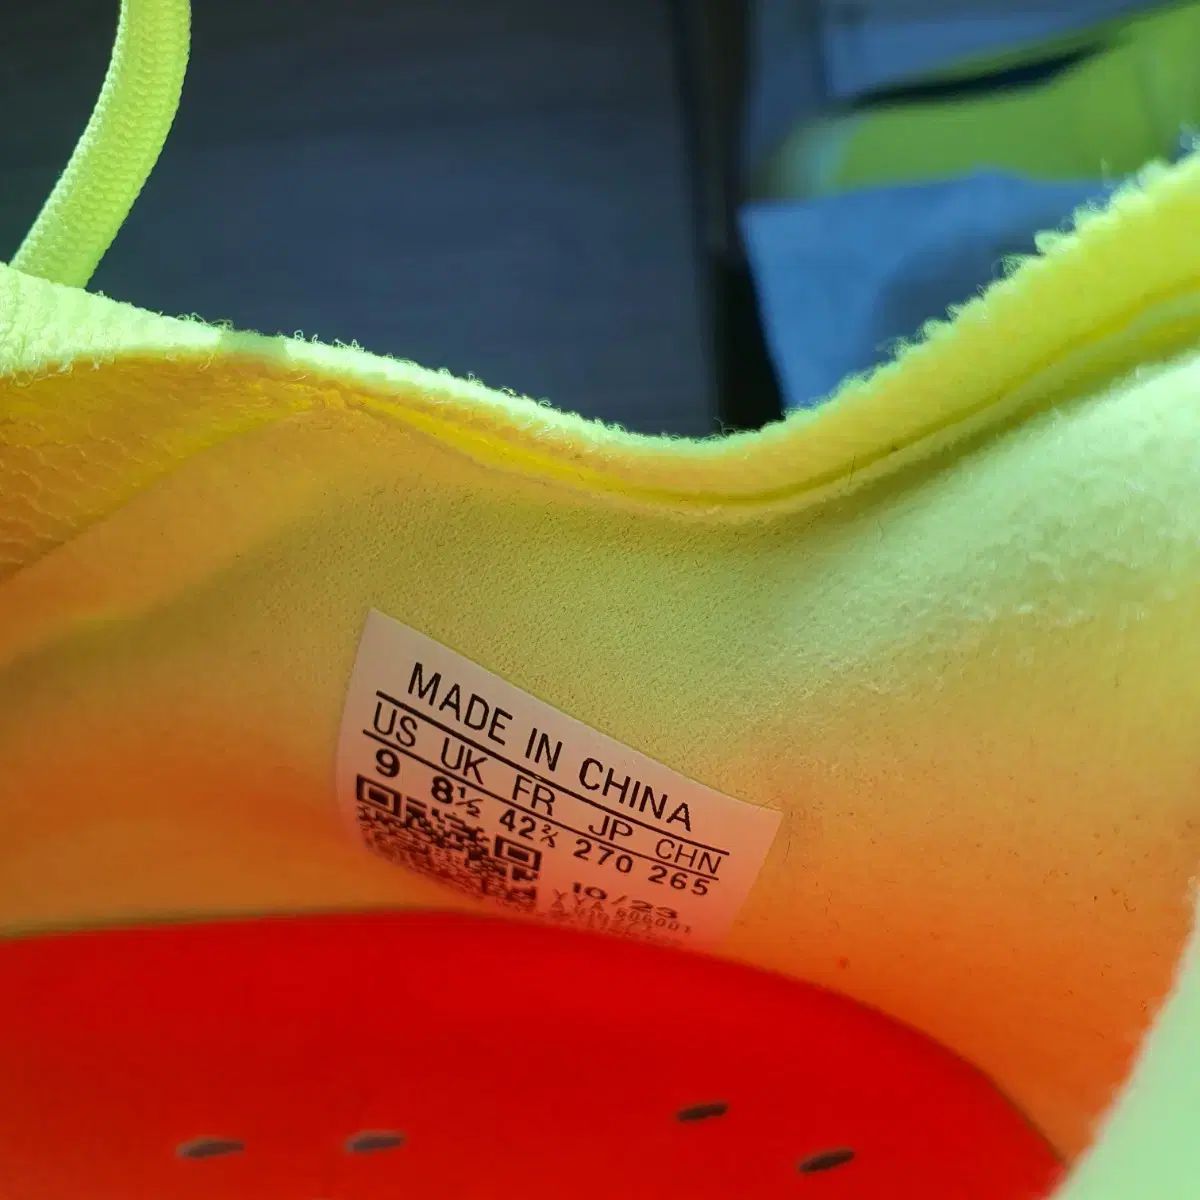 MADE IN CHINA
US UK FR JP CHN
9 8½ 42⅔ 270 265
10/23